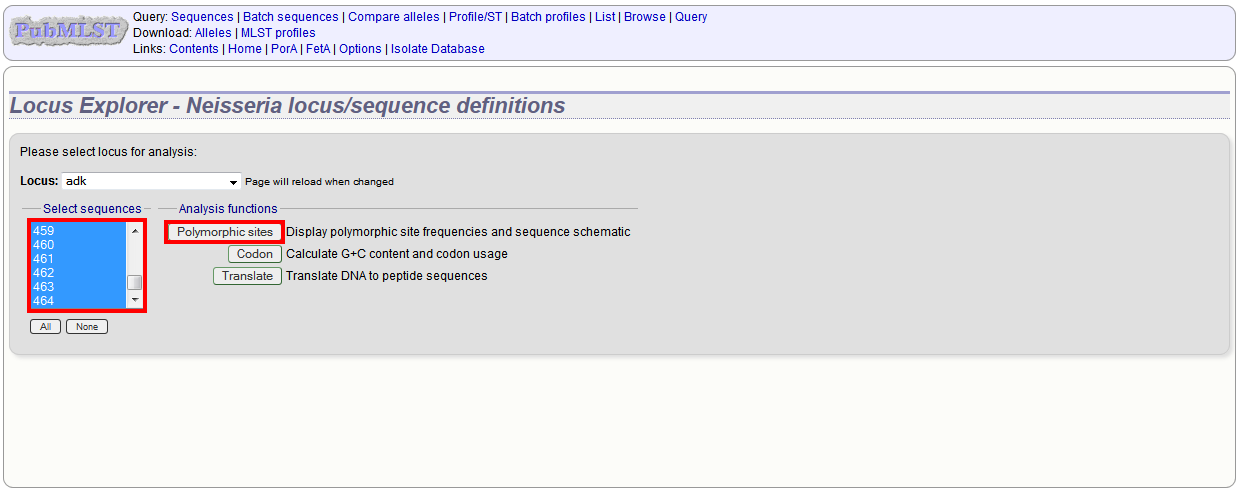 PubMLST
Query: Sequences | Batch sequences | Compare alleles | Profile/ST | Batch profiles | List | Browse | Query
Download: Alleles | MLST profiles
Links: Contents | Home | PorA | FetA | Options | Isolate Database
Locus Explorer - Neisseria locus/sequence definitions
Please select locus for analysis:
Locus: adk Page will reload when changed
Select sequences Analysis functions
459
460
461
462
463
464
Polymorphic sites Display polymorphic site frequencies and sequence schematic
Codon Calculate G+C content and codon usage
Translate Translate DNA to peptide sequences
All None